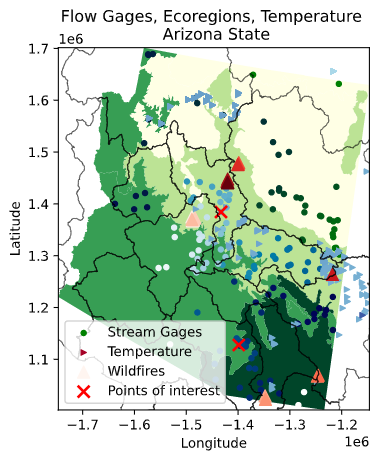 Flow Gages, Ecoregions, Temperature
Arizona State
1e6
1.7
1.6
1.5
1.4
1.3
1.2
1.1
Latitude
Stream Gages
Temperature
Wildfires
Points of interest
−1.7 −1.6 −1.5 −1.4 −1.3 −1.2
Longitude
1e6